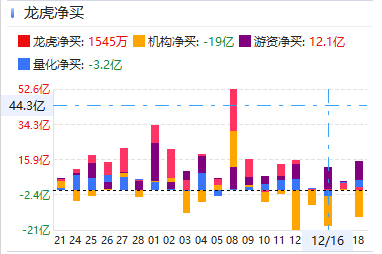 龙虎净买
龙虎净买: 1545万 机构净买: -19亿 游资净买: 12.1亿
量化净买: -3.2亿
52.6亿
44.3亿
34.3亿
15.9亿
-2.4亿
-21亿
21 24 25 26 27 28 01 02 03 04 05 08 09 10 11 12 12/16 18